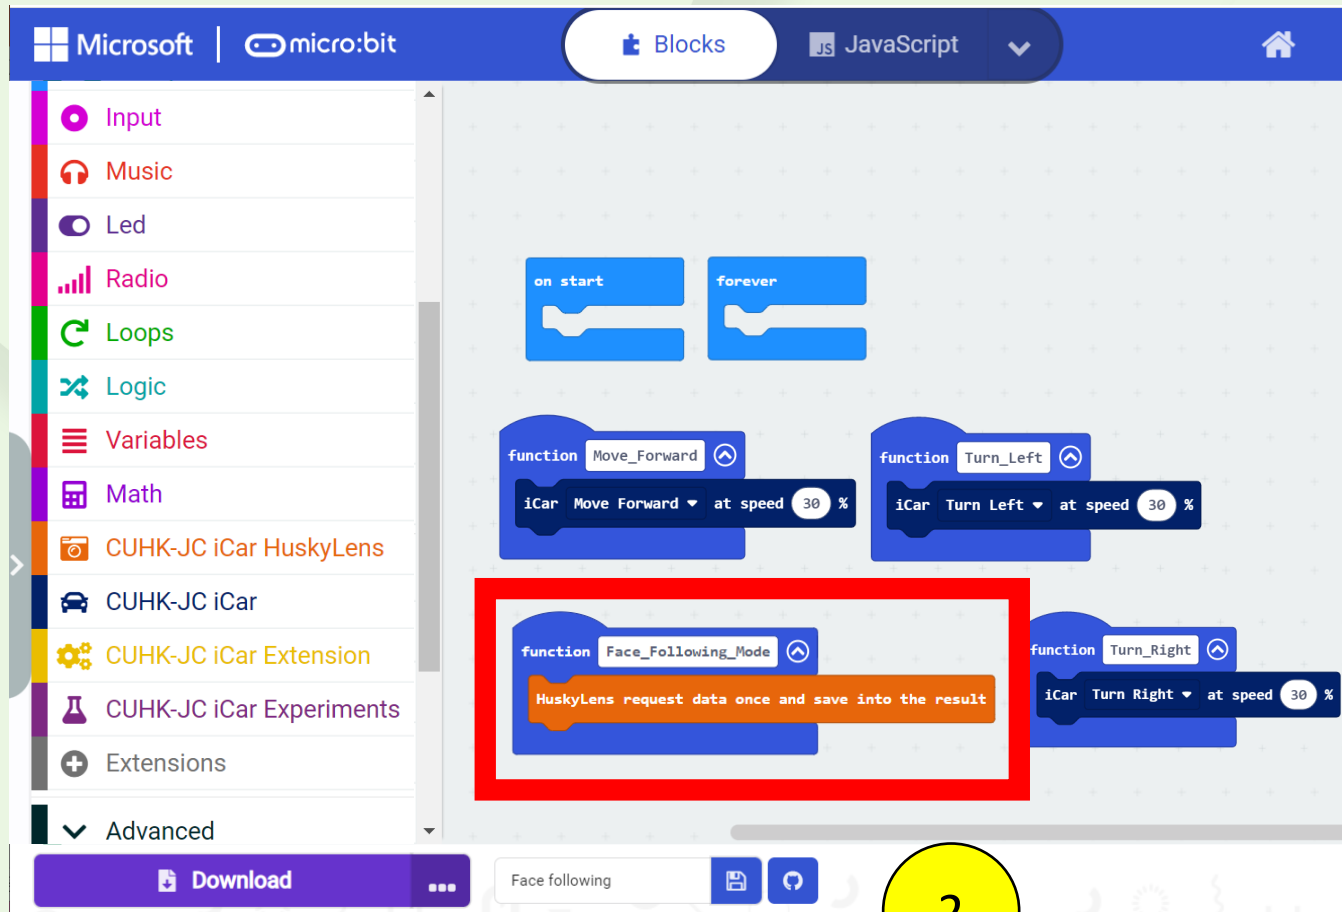 Microsoft
micro:bit
Blocks
JS JavaScript
Input
Music
Led
Radio
Loops
Logic
Variables
Math
CUHK-JC iCar HuskyLens
CUHK-JC iCar
CUHK-JC iCar Extension
CUHK-JC iCar Experiments
Extensions
Advanced
on start
forever
function Move_Forward
iCar Move Forward at speed 30 %
function Turn_Left
iCar Turn Left at speed 30 %
function Face_Following_Mode
HuskyLens request data once and save into the result
function Turn_Right
iCar Turn Right at speed 30 %
Download
Face following